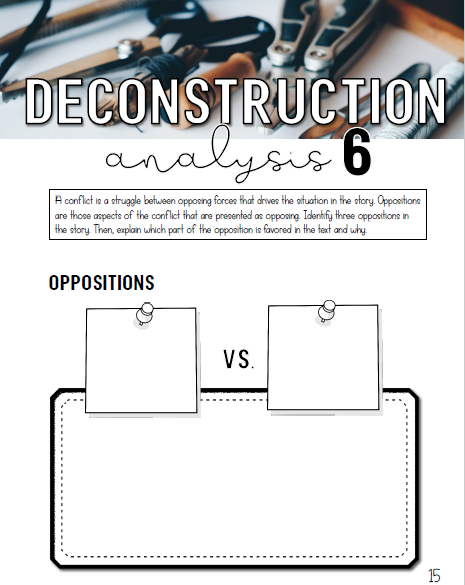 DECONSTRUCTION
analysis 6
A conflict is a struggle between opposing forces that drives the situation in the story. Oppositions
are those aspects of the conflict that are presented as opposing. Identify three oppositions in
the story. Then, explain which part of the opposition is favored in the text and why.
OPPOSITIONS
VS.
15